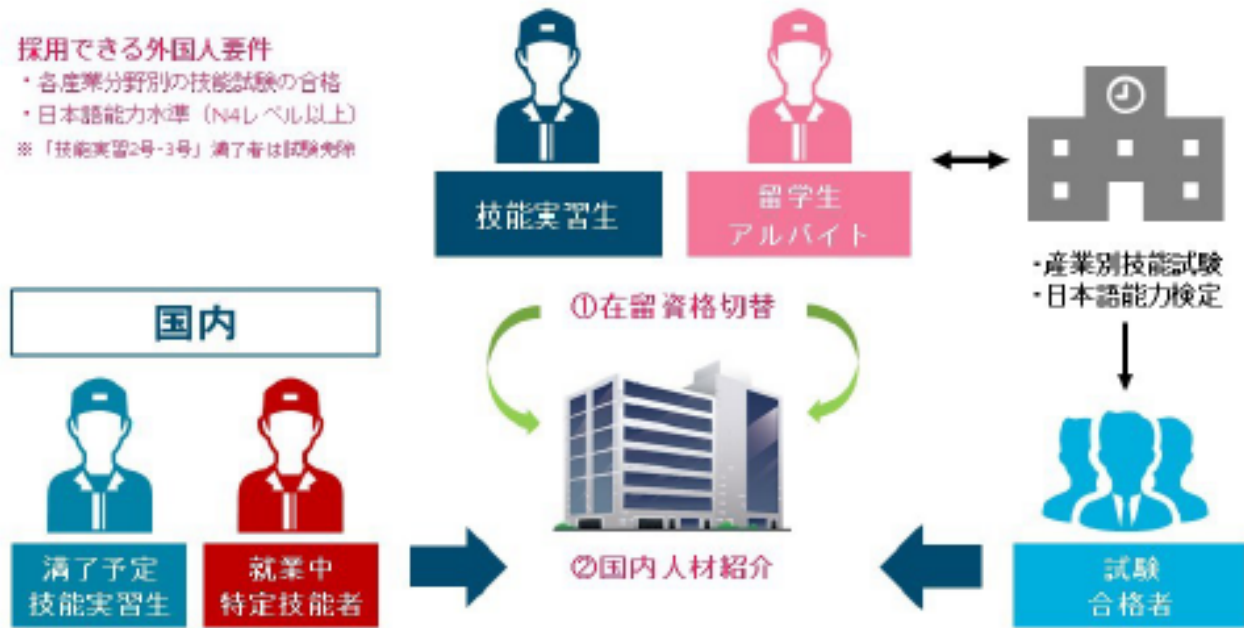 採用できる外国人要件
・各産業分野別の技能試験の合格
・日本語能力水準（N4レベル以上）
※「技能実習2号・3号」満了者は試験免除
技能実習生
留学生
アルバイト
・産業別技能試験
・日本語能力検定
①在留資格切替
国内
満了予定
技能実習生
就業中
特定技能者
②国内人材紹介
試験
合格者